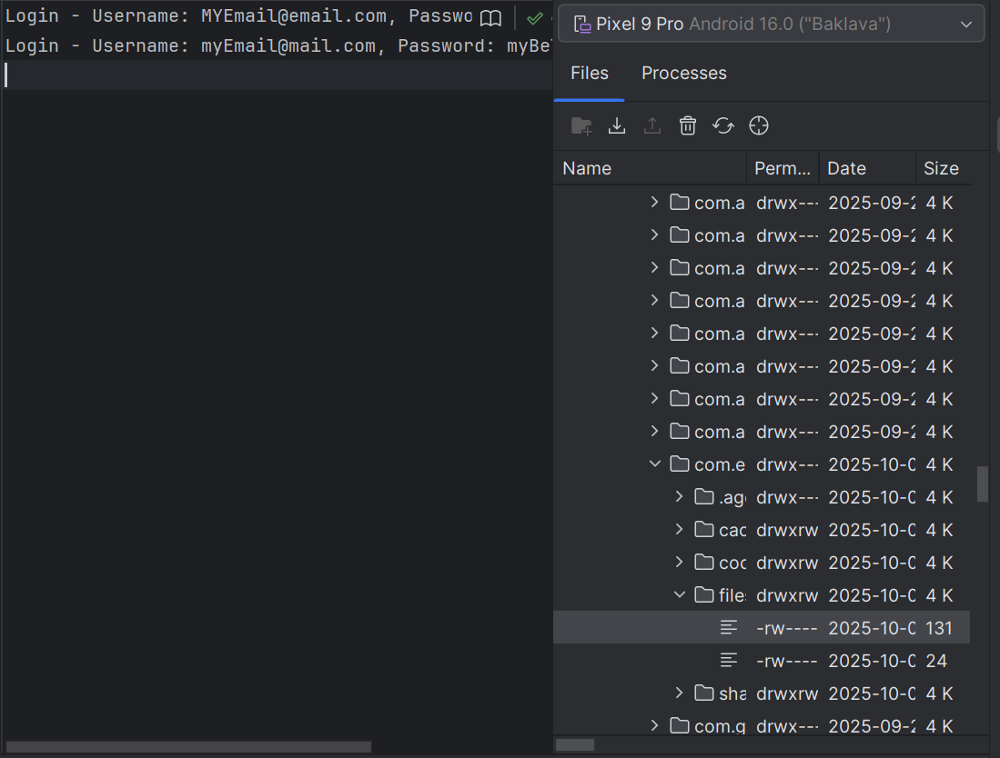 Login - Username: MYEmail@email.com, Passwo
Login - Username: myEmail@mail.com, Password: myBe
Pixel 9 Pro Android 16.0 ("Baklava")
Files Processes
Name Perm... Date Size
com.a drwx--- 2025-09-2 4 K
com.a drwx--- 2025-09-2 4 K
com.a drwx--- 2025-09-2 4 K
com.a drwx--- 2025-09-2 4 K
com.a drwx--- 2025-09-2 4 K
com.a drwx--- 2025-09-2 4 K
com.a drwx--- 2025-09-2 4 K
com.a drwx--- 2025-09-2 4 K
com.e drwx--- 2025-10-0 4 K
.age drwx--- 2025-10-0 4 K
cac drwxrw 2025-10-0 4 K
coc drwxrw 2025-10-0 4 K
files drwxrw 2025-10-0 4 K
-rw---- 2025-10-0 131
-rw---- 2025-10-0 24
sha drwxrw 2025-10-0 4 K
com.g drwx--- 2025-09-2 4 K